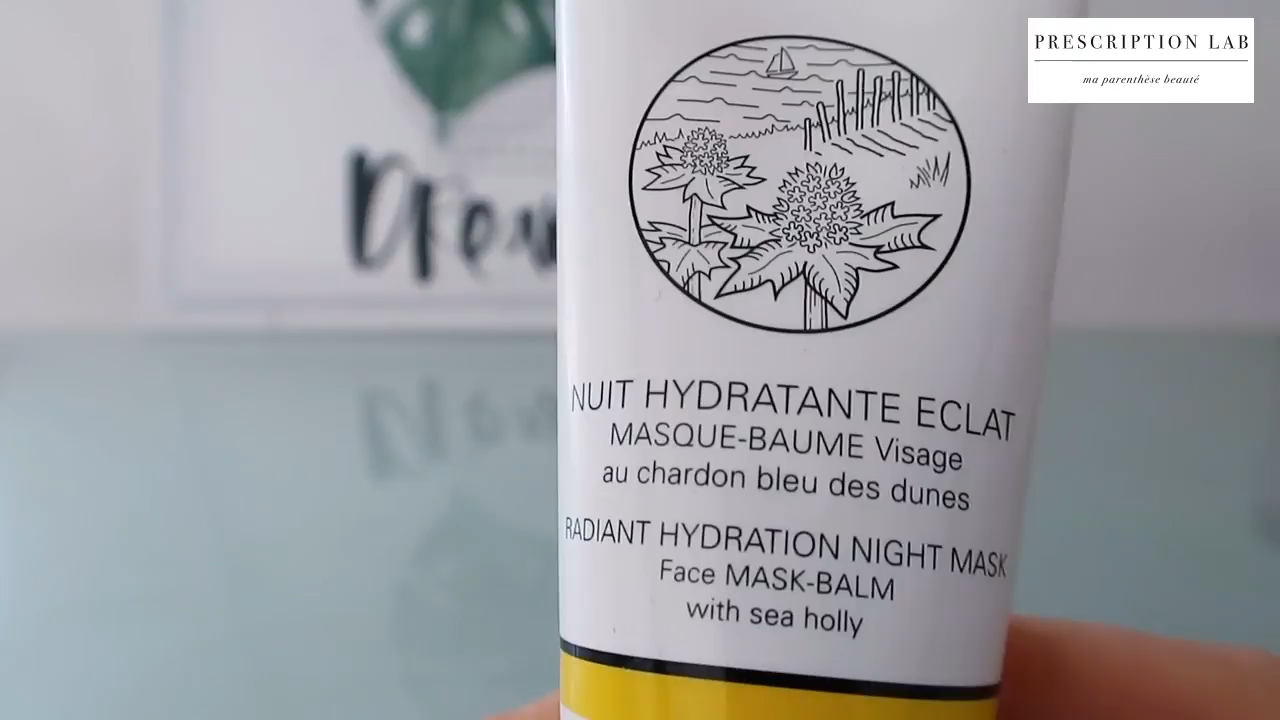 PRESCRIPTION LAB
ma parenthèse beauté
NUIT HYDRATANTE ECLAT
MASQUE-BAUME Visage
au chardon bleu des dunes
RADIANT HYDRATION NIGHT MASK
Face MASK-BALM
with sea holly